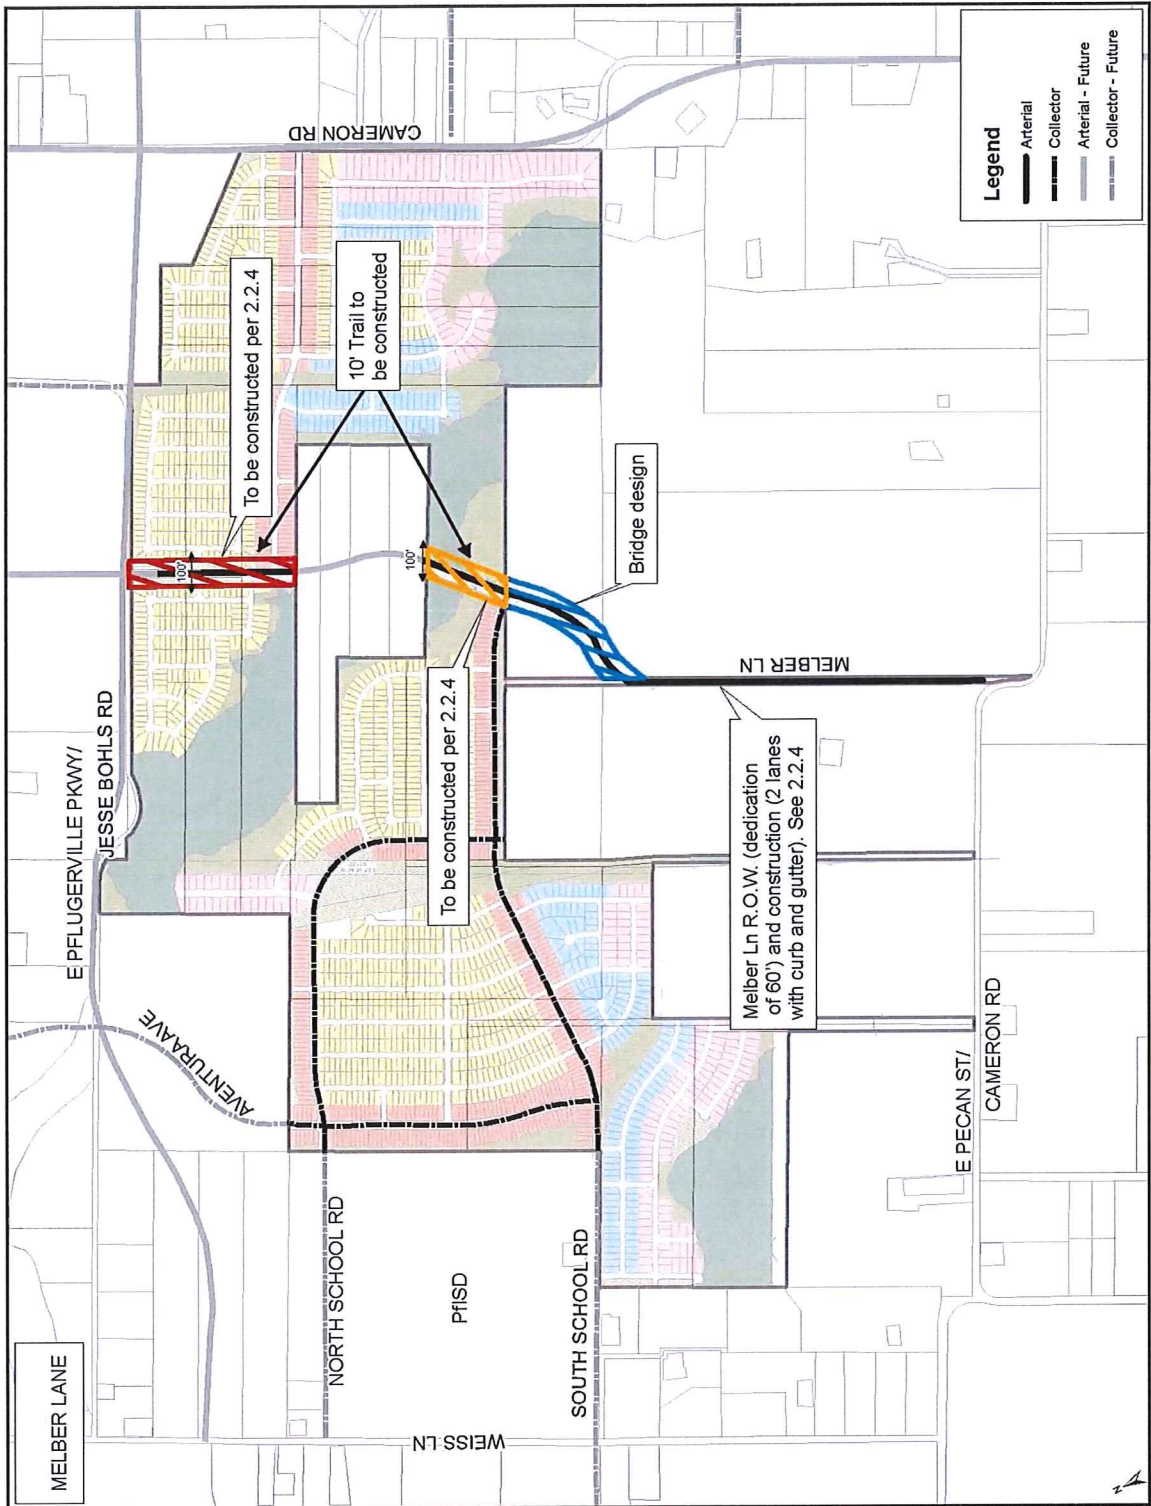 MELBER LANE
E PFLUGERVILLE PKWY/
JESSE BOHLS RD
AVENTURA AVE
NORTH SCHOOL RD
PfISD
SOUTH SCHOOL RD
WEISS LN
CAMERON RD
To be constructed per 2.2.4
10' Trail to
be constructed
100'
100'
To be constructed per 2.2.4
Bridge design
MELBER LN
Melber Ln R.O.W. (dedication
of 60') and construction (2 lanes
with curb and gutter). See 2.2.4
E PECAN ST/
CAMERON RD
Legend
Arterial
Collector
Arterial - Future
Collector - Future
N